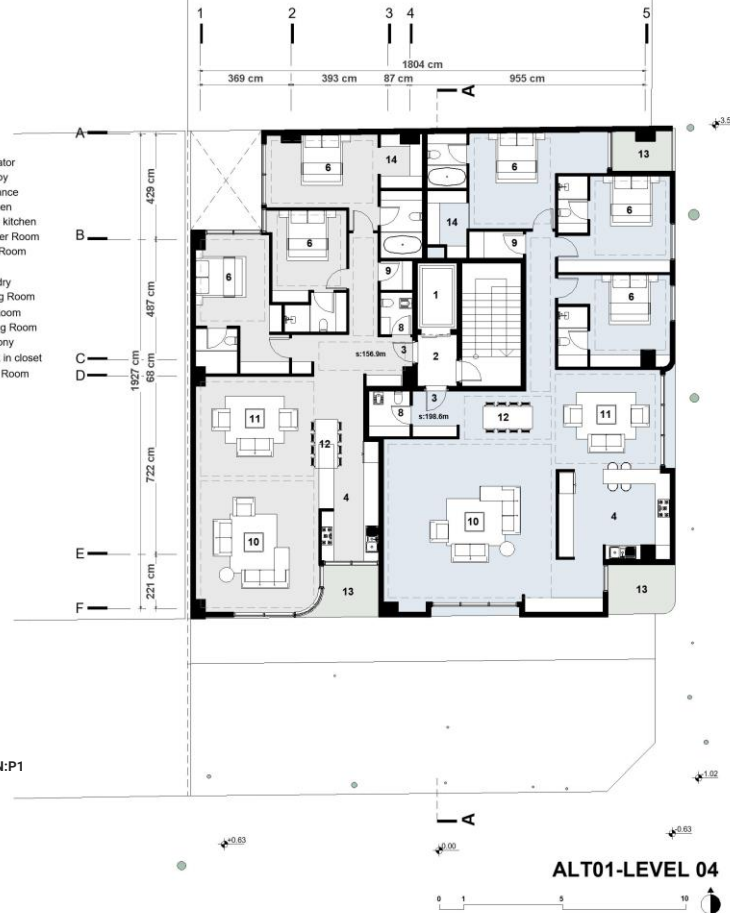 1 2 3 4 5
1804 cm
369 cm 393 cm 87 cm 955 cm
A
A
B
C
D
E
F
429 cm
487 cm
68 cm
722 cm
221 cm
1927 cm
-3.5
ator
by
ance
en
kitchen
er Room
Room
dry
g Room
oom
g Room
ony
in closet
Room
6
14
6
13
6
14
6
6
9
9
6
1
8
3
2
s:156.9m
3
8
s:198.6m
11
12
12
11
4
4
10
10
13
13
N:P1
-1.02
+0.63
0.00
-0.63
A
ALT01-LEVEL 04
0 1 5 10